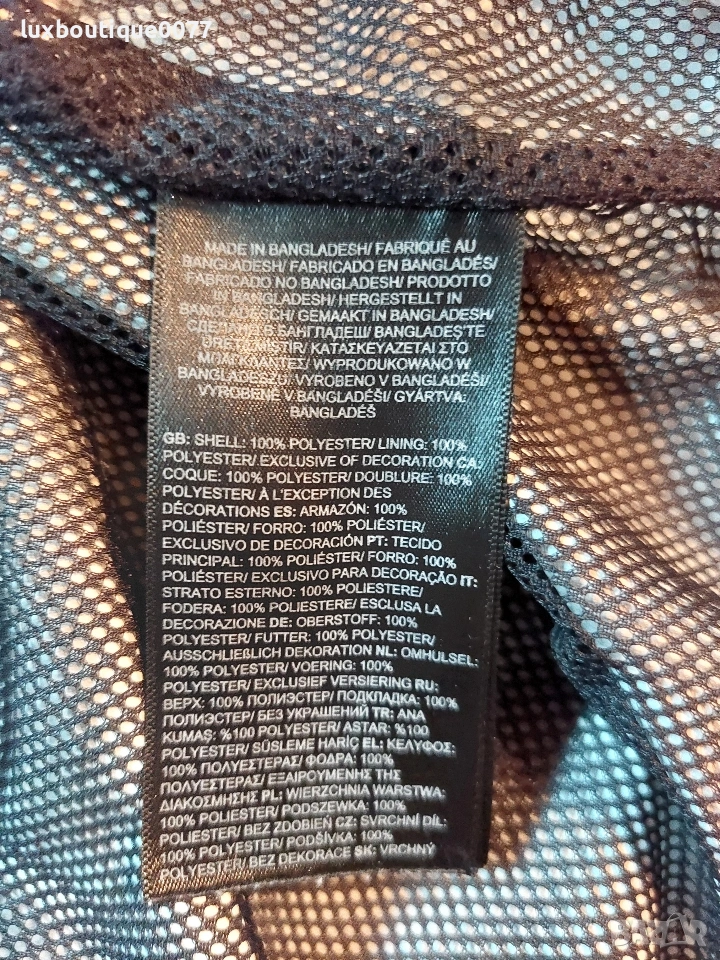 luxboutique6077
MADE IN BANGLADESH/ FABRIQUÉ AU
BANGLADESH/ FABRICADO EN BANGLADÉS/
FABRICADO NO BANGLADESH/ PRODOTTO
IN BANGLADESH/ HERGESTELLT IN
BANGLADESCH/ GEMAAKT IN BANGLADESH/
СДЕЛАНО В БАНГЛАДЕШ/ BANGLADEŞ'TE
ÜRETİLMİŞTİR/ ΚΑΤΑΣΚΕΥΑΖΕΤΑΙ ΣΤΟ
ΜΠΑΓΚΛΑΝΤΕΣ/ WYPRODUKOWANO W
BANGLADESZU/ VYROBENO V BANGLADÉŠI/
VYROBENÉ V BANGLADÉŠI/ GYÁRTVA:
BANGLADÉS
GB: SHELL: 100% POLYESTER/ LINING: 100%
POLYESTER/ EXCLUSIVE OF DECORATION CA:
COQUE: 100% POLYESTER/ DOUBLURE: 100%
POLYESTER/ À L'EXCEPTION DES
DÉCORATIONS ES: ARMAZÓN: 100%
POLIÉSTER/ FORRO: 100% POLIÉSTER/
EXCLUSIVO DE DECORACIÓN PT: TECIDO
PRINCIPAL: 100% POLIÉSTER/ FORRO: 100%
POLIÉSTER/ EXCLUSIVO PARA DECORAÇÃO IT:
STRATO ESTERNO: 100% POLIESTERE/
FODERA: 100% POLIESTERE/ ESCLUSA LA
DECORAZIONE DE: OBERSTOFF: 100%
POLYESTER/ FUTTER: 100% POLYESTER/
AUSSCHLIEßLICH DEKORATION NL: OMHULSEL:
100% POLYESTER/ VOERING: 100%
POLYESTER/ EXCLUSIEF VERSIERING RU:
ВЕРХ: 100% ПОЛИЭСТЕР/ ПОДКЛАДКА: 100%
ПОЛИЭСТЕР/ БЕЗ УКРАШЕНИЙ TR: ANA
KUMAŞ: %100 POLYESTER/ ASTAR: %100
POLYESTER/ SÜSLEME HARİÇ EL: ΚΕΛΥΦΟΣ:
100% ΠΟΛΥΕΣΤΕΡΑΣ/ ΦΟΔΡΑ: 100%
ΠΟΛΥΕΣΤΕΡΑΣ/ ΕΞΑΙΡΟΥΜΕΝΗΣ ΤΗΣ
ΔΙΑΚΟΣΜΗΣΗΣ PL: WIERZCHNIA WARSTWA:
100% POLIESTER/ PODSZEWKA: 100%
POLIESTER/ BEZ ZDOBIEŃ CZ: SVRCHNÍ DÍL:
100% POLYESTER/ PODŠÍVKA: 100%
POLYESTER/ BEZ DEKORACE SK: VRCHNÝ
BAZAR